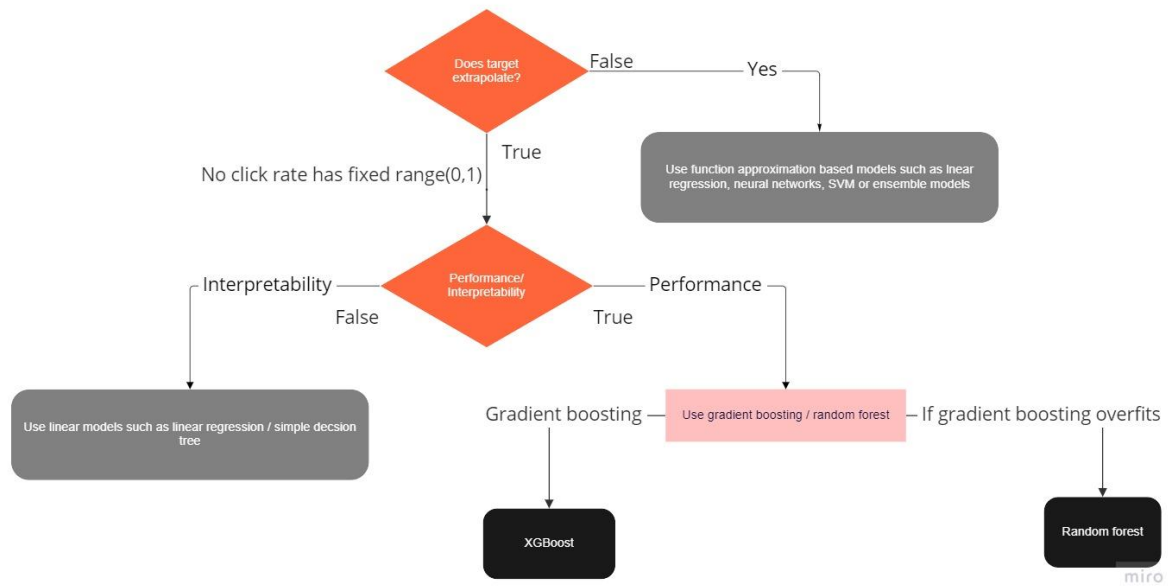 Does target
extrapolate?
False
Yes
True
No click rate has fixed range(0,1)
Use function approximation based models such as lnear
regression, neural networks, SVM or ensemble models
Interpretability
Performance/
Interpretability
Performance
False
True
Use linear models such as linear regression / simple decsion
tree
Gradient boosting
Use gradient boosting / random forest
If gradient boosting overfits
XGBoost
Random forest
miro